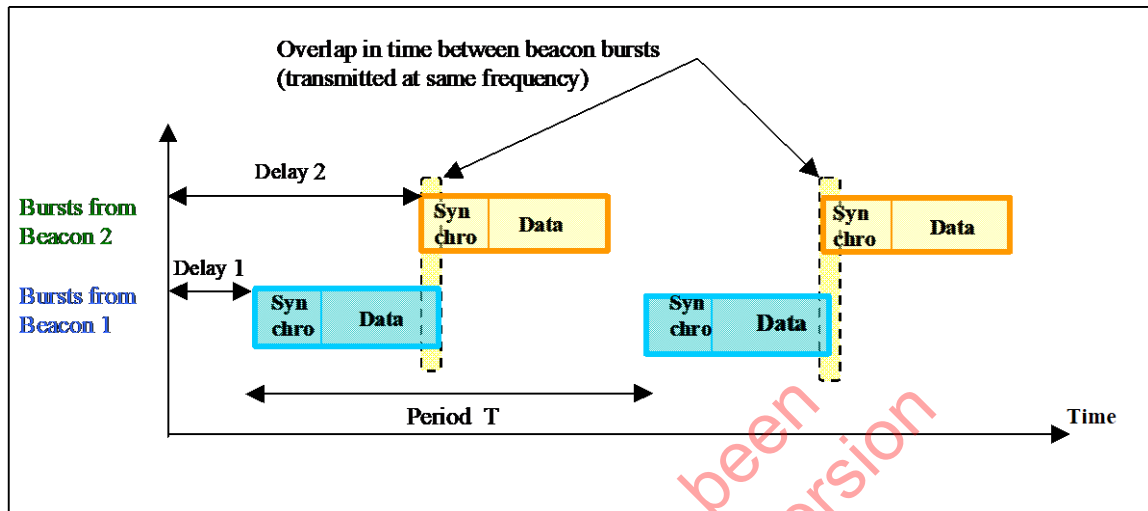 Overlap in time between beacon bursts
(transmitted at same frequency)
Delay 2
Bursts from
Beacon 2
Syn
chro
Data
Syn
chro
Data
Delay 1
Bursts from
Beacon 1
Syn
chro
Data
Syn
chro
Data
Period T
Time
been
ersion